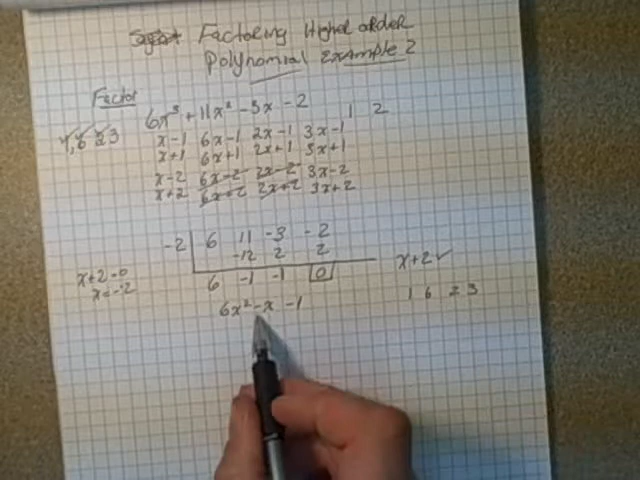 Factoring Higher order
Polynomial Example 2
Factor
6x³ + 11x² - 3x - 2 1 2
1,6 2 3
x-1 6x-1 2x-1 3x-1
x+1 6x+1 2x+1 3x+1
x-2 6x-2 2x-2 3x-2
x+2 6x+2 2x+2 3x+2
-2 6 11 -3 -2
-12 2 2
6 -1 -1 0
x+2=0
x=-2
x+2✓
6x²-x-1
1 6 2 3